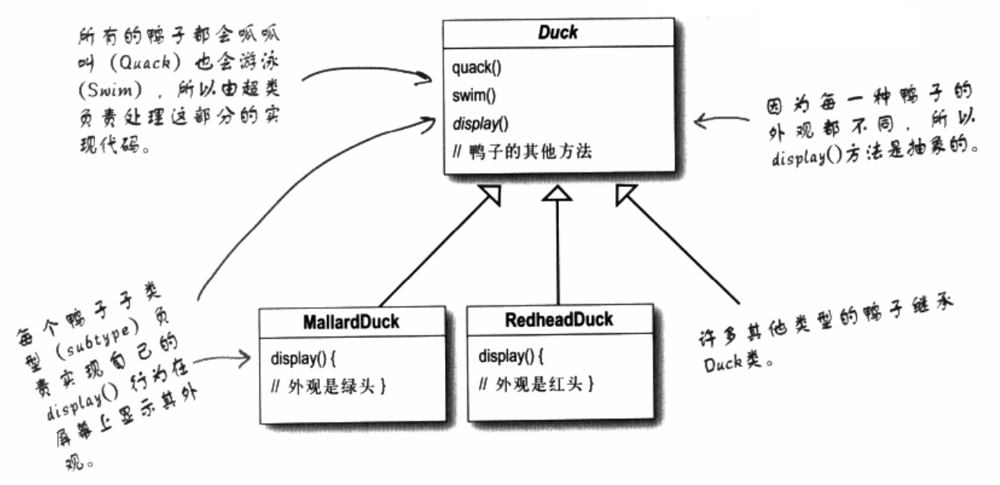 所有的鸭子都会呱呱
叫（Quack）也会游泳
(Swim)，所以由超类
负责处理这部分的实
现代码。
Duck
quack()
swim()
display()
// 鸭子的其他方法
因为每一种鸭子的
外观都不同，所以
display()方法是抽象的。
每个鸭子子类
型（subtype）负
责实现自己的
display()行为在
屏幕上显示其外
观。
MallardDuck
display() {
// 外观是绿头 }
RedheadDuck
display() {
// 外观是红头 }
许多其他类型的鸭子继承
Duck类。